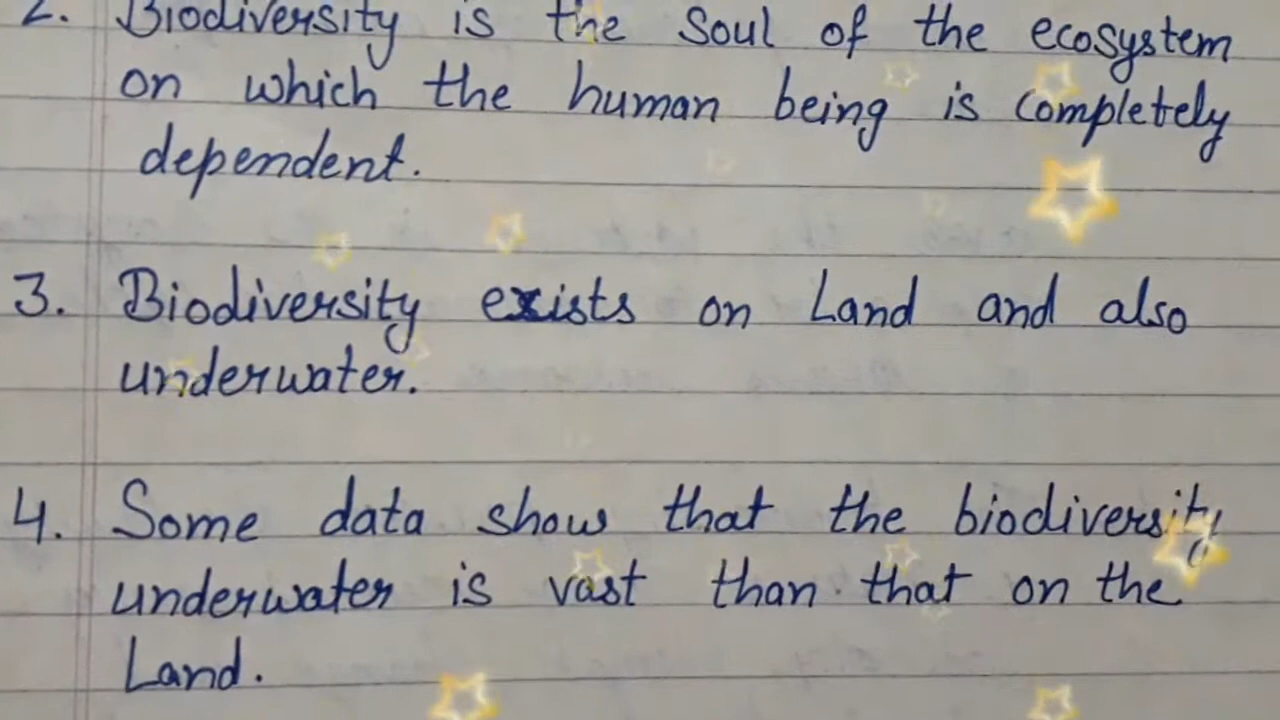 2. Biodiversity is the Soul of the ecosystem
on which the human being is completely
dependent.
3. Biodiversity exists on Land and also
underwater.
4. Some data show that the biodiversity
underwater is vast than that on the
Land.